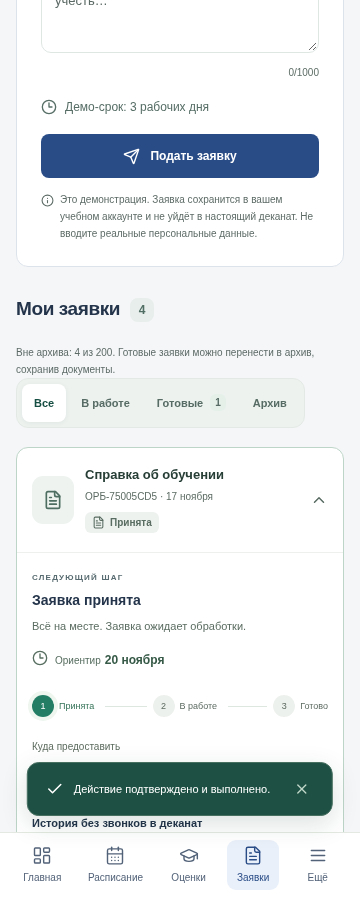 учесть...
0/1000
Демо-срок: 3 рабочих дня
Подать заявку
Это демонстрация. Заявка сохранится в вашем
учебном аккаунте и не уйдёт в настоящий деканат. Не
вводите реальные персональные данные.
Мои заявки 4
Вне архива: 4 из 200. Готовые заявки можно перенести в архив,
сохранив документы.
Все В работе Готовые 1 Архив
Справка об обучении
ОРБ-75005CD5 · 17 ноября
Принята
СЛЕДУЮЩИЙ ШАГ
Заявка принята
Всё на месте. Заявка ожидает обработки.
Ориентир 20 ноября
1 Принята 2 В работе 3 Готово
Куда предоставить
Действие подтверждено и выполнено.
История без звонков в деканат
Главная Расписание Оценки Заявки Ещё